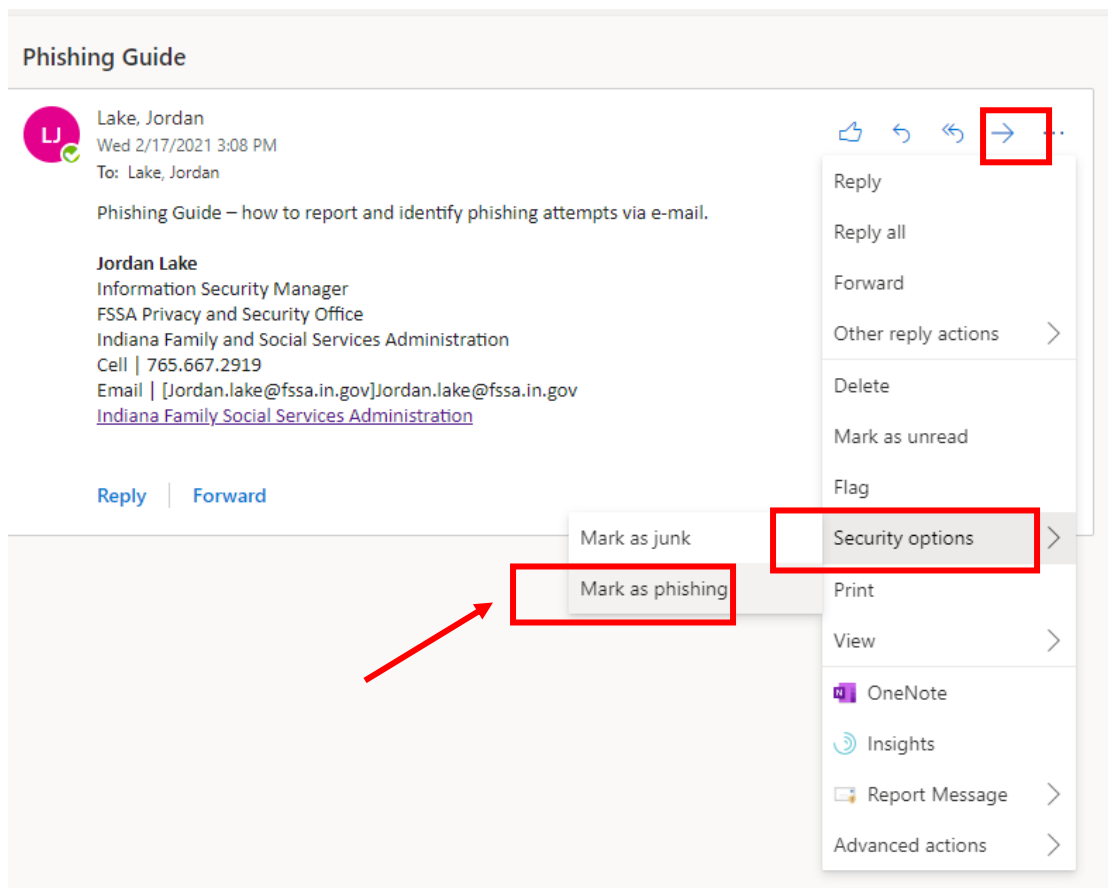 Phishing Guide
LJ
Lake, Jordan
Wed 2/17/2021 3:08 PM
To: Lake, Jordan
Phishing Guide – how to report and identify phishing attempts via e-mail.
Jordan Lake
Information Security Manager
FSSA Privacy and Security Office
Indiana Family and Social Services Administration
Cell | 765.667.2919
Email | [Jordan.lake@fssa.in.gov]Jordan.lake@fssa.in.gov
Indiana Family Social Services Administration
Reply | Forward
Reply
Reply all
Forward
Other reply actions
Delete
Mark as unread
Flag
Security options
Mark as junk
Mark as phishing
Print
View
N OneNote
Insights
Report Message
Advanced actions